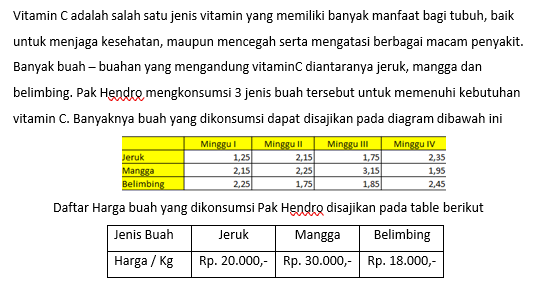 Vitamin C adalah salah satu jenis vitamin yang memiliki banyak manfaat bagi tubuh, baik
untuk menjaga kesehatan, maupun mencegah serta mengatasi berbagai macam penyakit.
Banyak buah – buahan yang mengandung vitaminC diantaranya jeruk, mangga dan
belimbing. Pak Hendro mengkonsumsi 3 jenis buah tersebut untuk memenuhi kebutuhan
vitamin C. Banyaknya buah yang dikonsumsi dapat disajikan pada diagram dibawah ini
Minggu I Minggu II Minggu III Minggu IV
Jeruk 1,25 2,15 1,75 2,35
Mangga 2,15 2,25 3,15 1,95
Belimbing 2,25 1,75 1,85 2,45
Daftar Harga buah yang dikonsumsi Pak Hendro disajikan pada table berikut
Jenis Buah Jeruk Mangga Belimbing
Harga / Kg Rp. 20.000,- Rp. 30.000,- Rp. 18.000,-